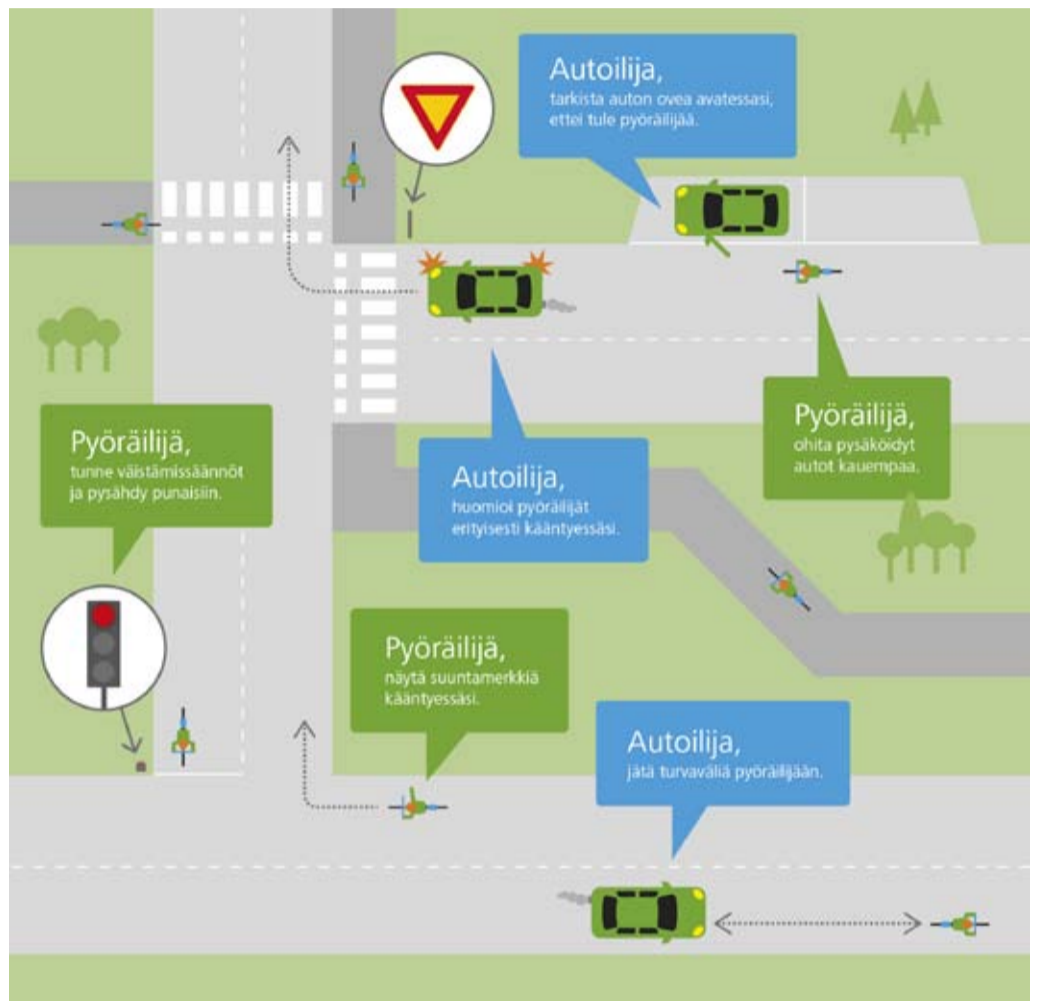 Autoilija,
tarkista auton ovea avatessasi,
ettei tule pyöräilijää.
Pyöräilijä,
ohita pysäköidyt
autot kauempaa.
Pyöräilijä,
tunne väistämissäännöt
ja pysähdy punaisiin.
Autoilija,
huomioi pyöräilijät
erityisesti kääntyessäsi.
Pyöräilijä,
näytä suuntamerkkiä
kääntyessäsi.
Autoilija,
jätä turvaväliä pyöräilijään.